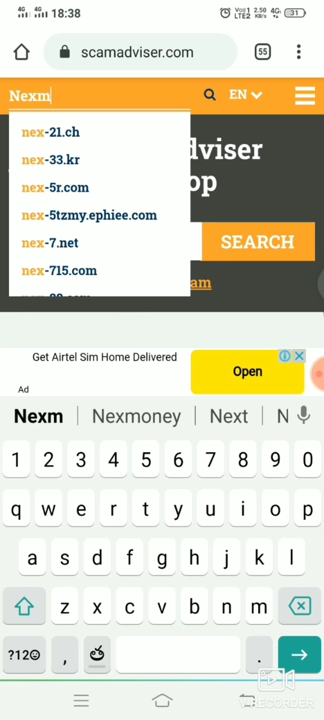 4G 4G 18:38 Vo1) LTE2 2.50 KB/s 4G 31
scamadviser.com 55
Nexm EN
nex-21.ch
nex-33.kr
dviser
nex-5r.com
op
nex-5tzmy.ephiee.com
nex-7.net
SEARCH
nex-715.com
am
Get Airtel Sim Home Delivered
Open
Ad
Nexm Nexmoney Next N
1 2 3 4 5 6 7 8 9 0
q w e r t y u i o p
a s d f g h j k l
z x c v b n m
?12☺ , .
VRECORDER